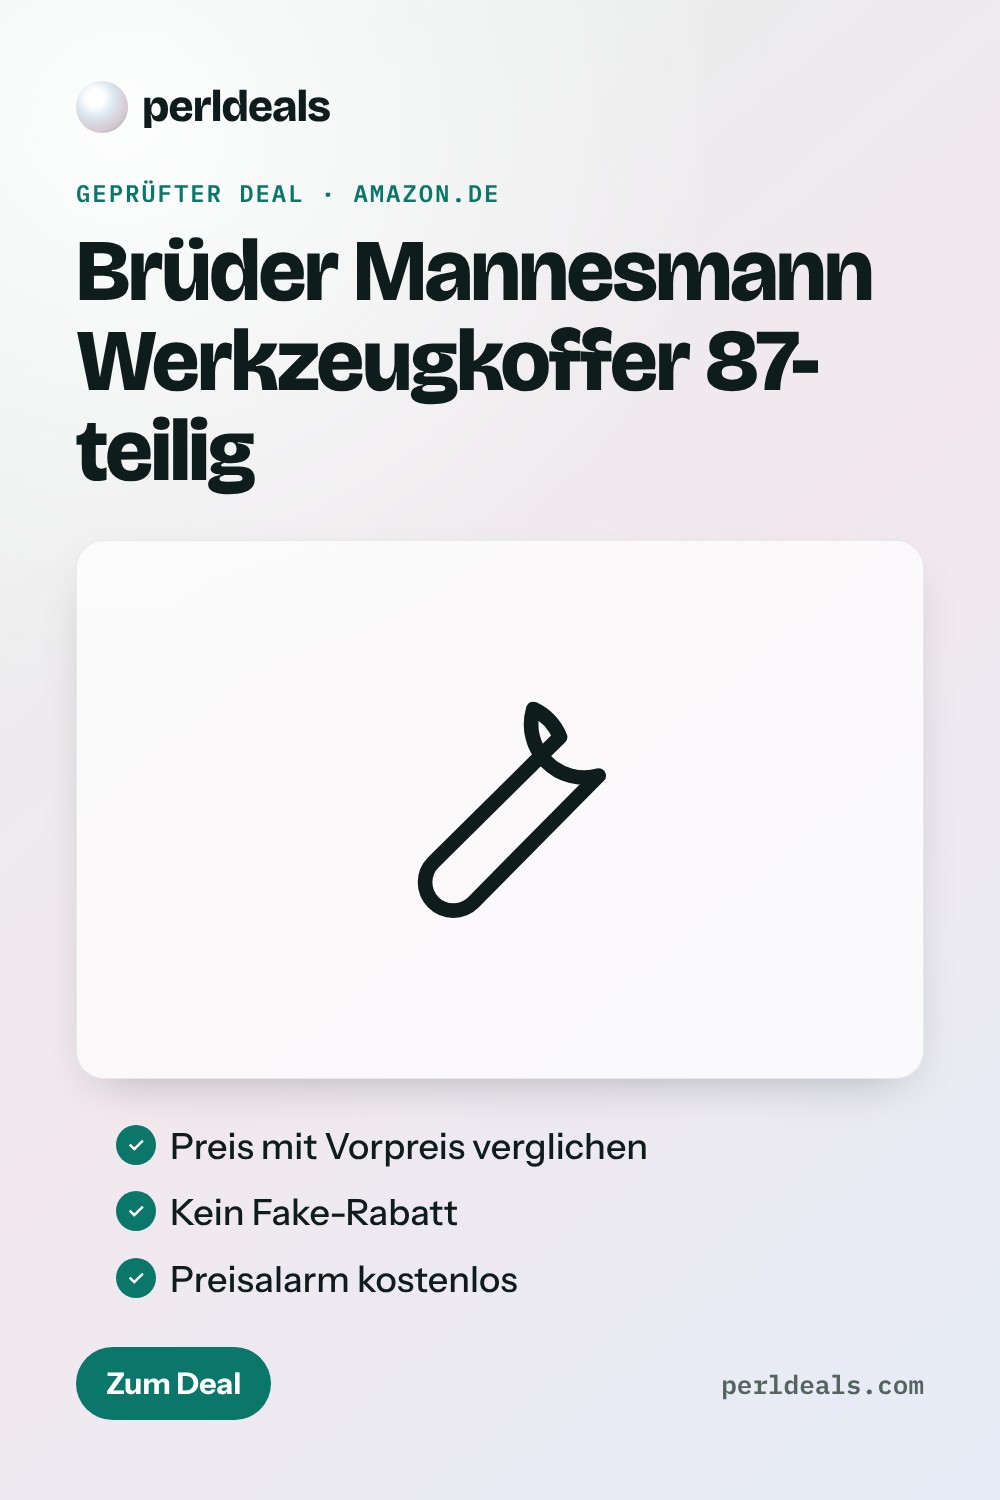 perldeals
GEPRÜFTER DEAL · AMAZON.DE
Brüder Mannesmann
Werkzeugkoffer 87-
teilig
Preis mit Vorpreis verglichen
Kein Fake-Rabatt
Preisalarm kostenlos
Zum Deal
perldeals.com